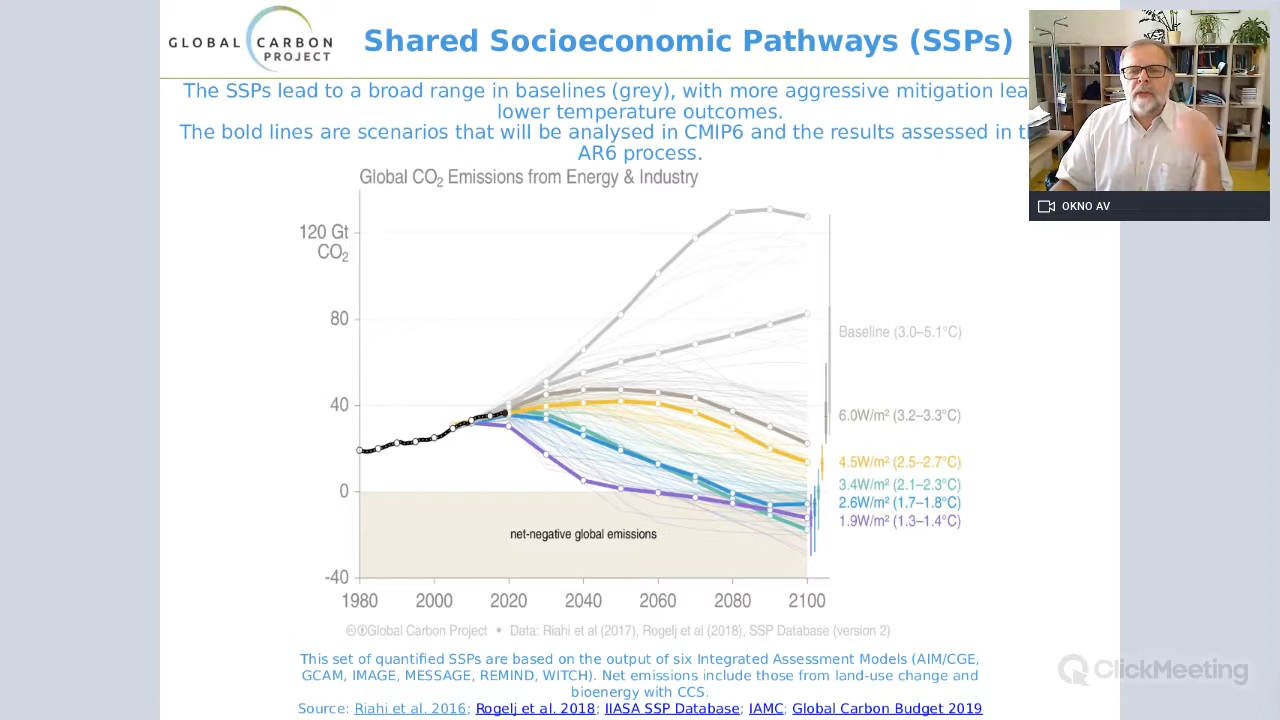 GLOBAL CARBON
PROJECT
Shared Socioeconomic Pathways (SSPs)
The SSPs lead to a broad range in baselines (grey), with more aggressive mitigation lea
lower temperature outcomes.
The bold lines are scenarios that will be analysed in CMIP6 and the results assessed in t
AR6 process.
OKNO AV
Global CO₂ Emissions from Energy & Industry
120 Gt
CO₂
80
40
0
-40
Baseline (3.0–5.1°C)
6.0W/m² (3.2–3.3°C)
4.5W/m² (2.5–2.7°C)
3.4W/m² (2.1–2.3°C)
2.6W/m² (1.7–1.8°C)
1.9W/m² (1.3–1.4°C)
net-negative global emissions
1980 2000 2020 2040 2060 2080 2100
Global Carbon Project • Data: Riahi et al (2017), Rogelj et al (2018), SSP Database (version 2)
This set of quantified SSPs are based on the output of six Integrated Assessment Models (AIM/CGE,
GCAM, IMAGE, MESSAGE, REMIND, WITCH). Net emissions include those from land-use change and
bioenergy with CCS.
Source: Riahi et al. 2016; Rogelj et al. 2018; IIASA SSP Database; IAMC; Global Carbon Budget 2019
ClickMeeting